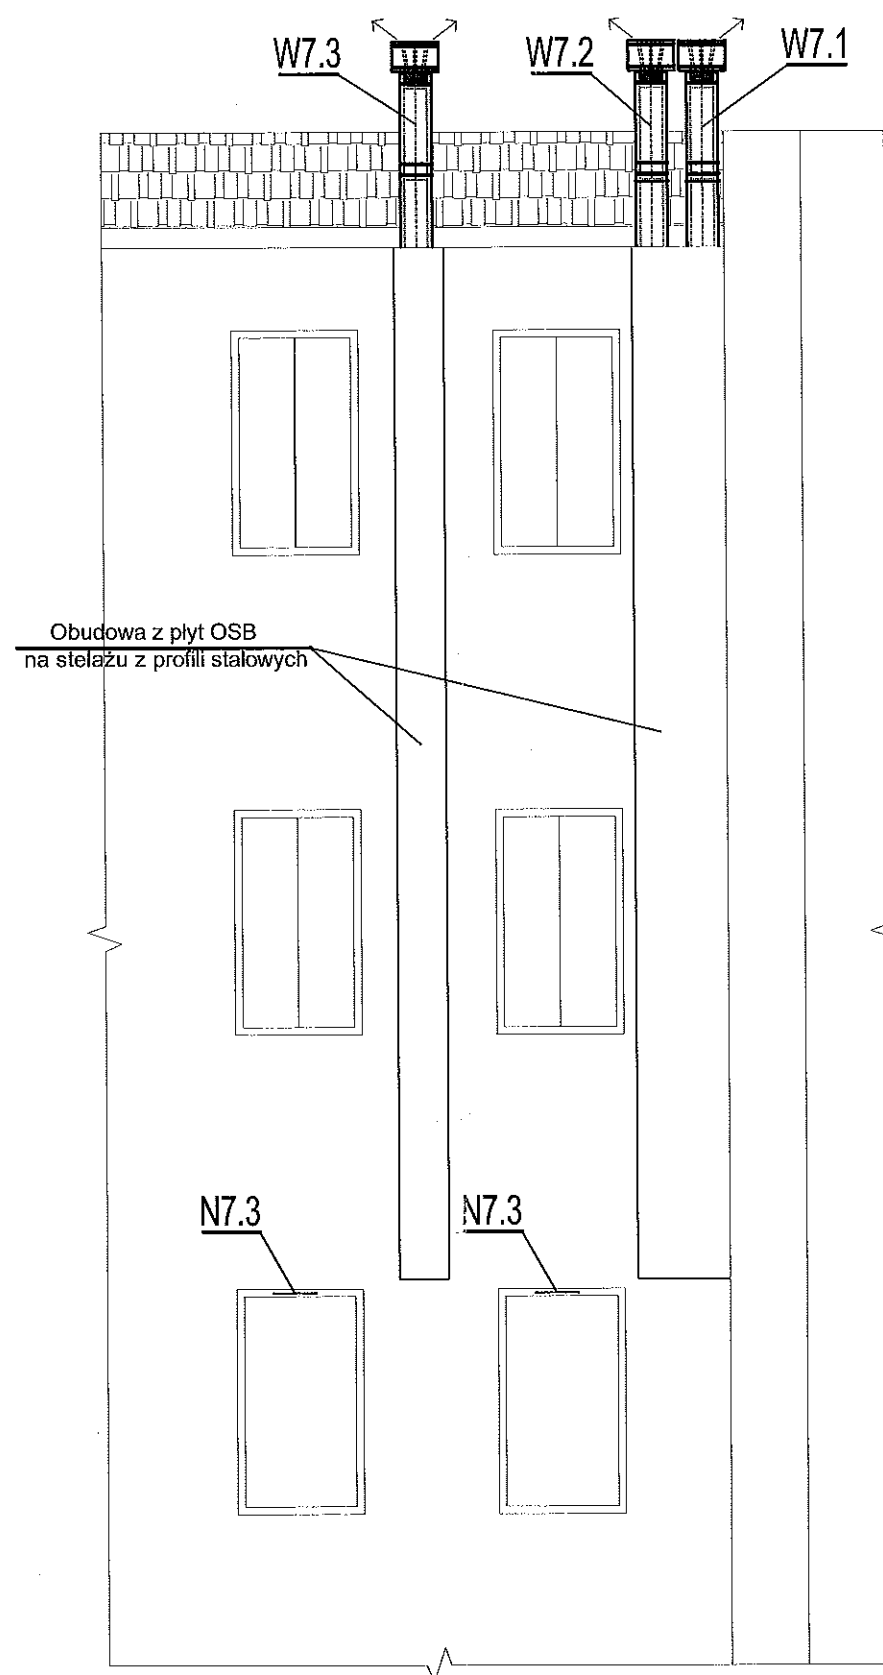 W7.3
W7.2
W7.1
Obudowa z płyt OSB
na stelażu z profili stalowych
N7.3
N7.3